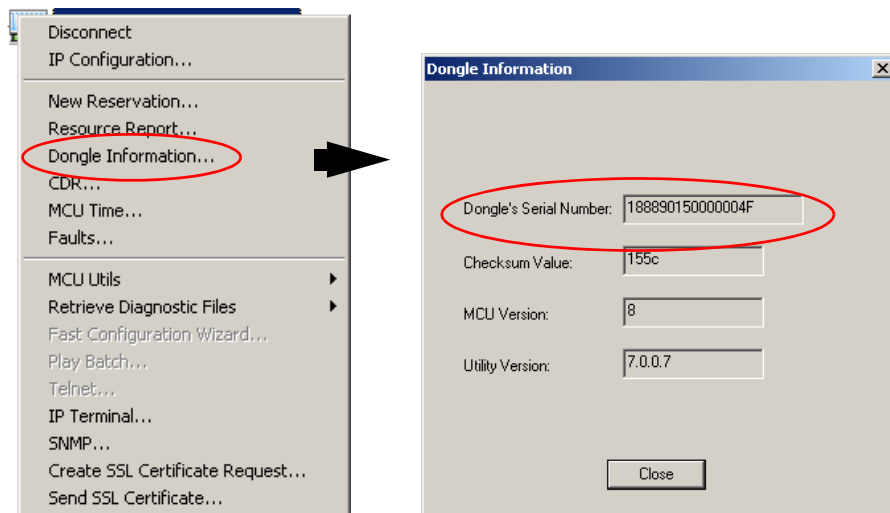 Disconnect
IP Configuration...
New Reservation...
Resource Report...
Dongle Information...
CDR...
MCU Time...
Faults...
MCU Utils
Retrieve Diagnostic Files
Fast Configuration Wizard...
Play Batch...
Telnet...
IP Terminal...
SNMP...
Create SSL Certificate Request...
Send SSL Certificate...
Dongle Information
Dongle's Serial Number: 188890150000004F
Checksum Value: 155c
MCU Version: 8
Utility Version: 7.0.0.7
Close